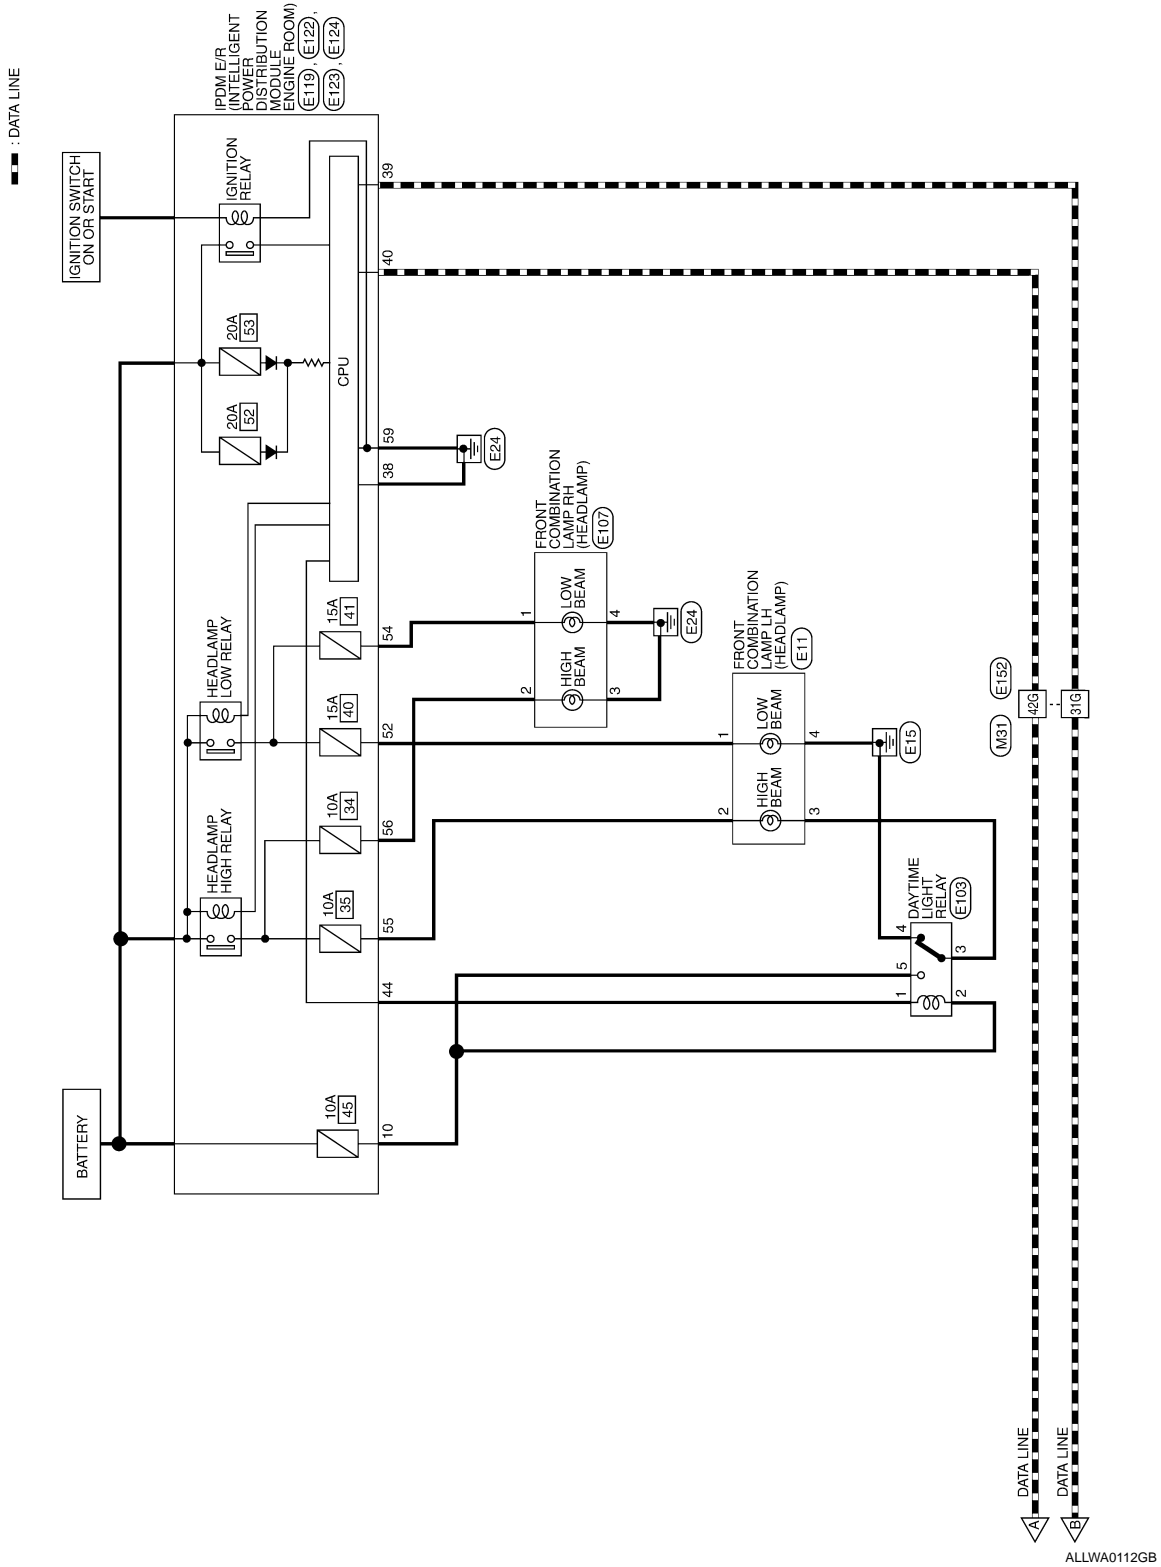 : DATA LINE
BATTERY
IGNITION SWITCH
ON OR START
IPDM E/R
(INTELLIGENT
POWER
DISTRIBUTION
MODULE
ENGINE ROOM)
E119 , E122 ,
E123 , E124
HEADLAMP
HIGH RELAY
HEADLAMP
LOW RELAY
20A
52
20A
53
IGNITION
RELAY
CPU
10A
45
10A
35
10A
34
15A
40
15A
41
10
44
55
56
52
54
38
59
40
39
E24
FRONT
COMBINATION
LAMP RH
(HEADLAMP)
E107
2
1
HIGH
BEAM
LOW
BEAM
3
4
E24
FRONT
COMBINATION
LAMP LH
(HEADLAMP)
E11
2
1
HIGH
BEAM
LOW
BEAM
3
4
E15
DAYTIME
LIGHT
RELAY
E103
1
5
4
2
3
M31
E152
42G
31G
DATA LINE
A
DATA LINE
B
ALLWA0112GB